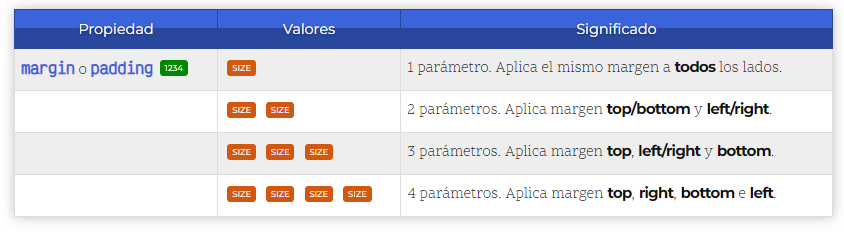 Propiedad Valores Significado
margin o padding 1234 SIZE 1 parámetro. Aplica el mismo margen a todos los lados.
SIZE SIZE 2 parámetros. Aplica margen top/bottom y left/right.
SIZE SIZE SIZE 3 parámetros. Aplica margen top, left/right y bottom.
SIZE SIZE SIZE SIZE 4 parámetros. Aplica margen top, right, bottom e left.